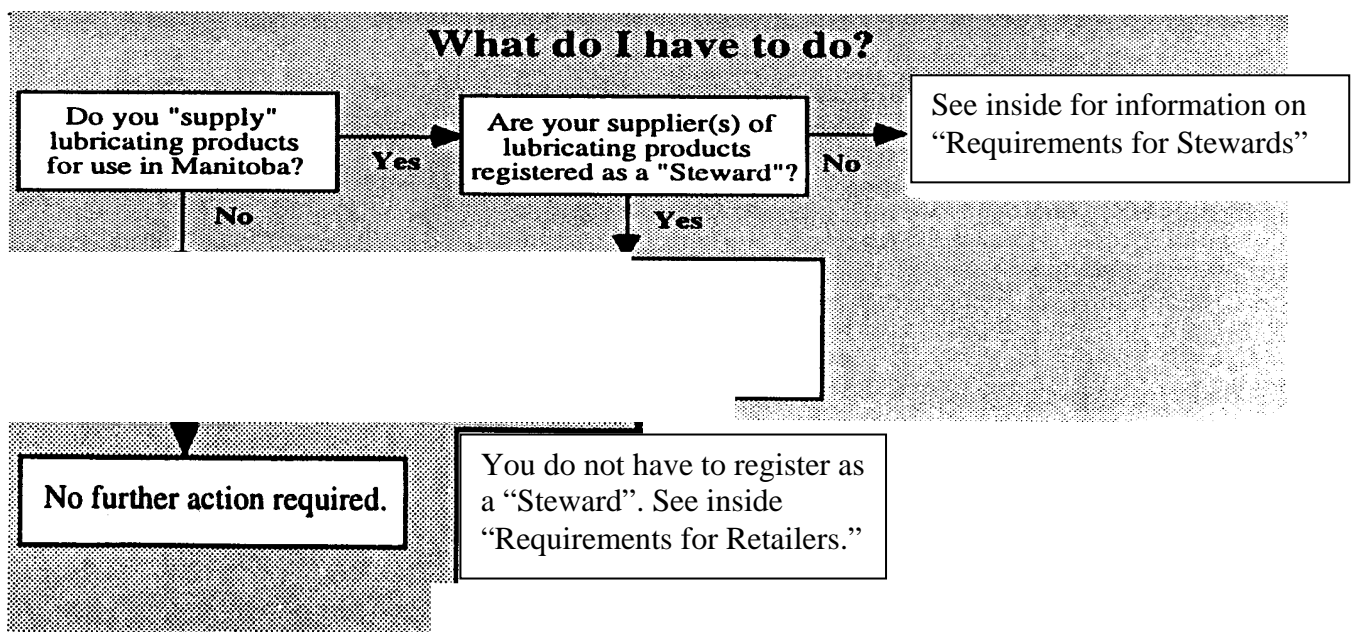 What do I have to do?
Do you "supply"
lubricating products
for use in Manitoba?
Yes
Are your supplier(s) of
lubricating products
registered as a "Steward"?
No
See inside for information on
“Requirements for Stewards”
No
Yes
No further action required.
You do not have to register as
a “Steward”. See inside
“Requirements for Retailers.”